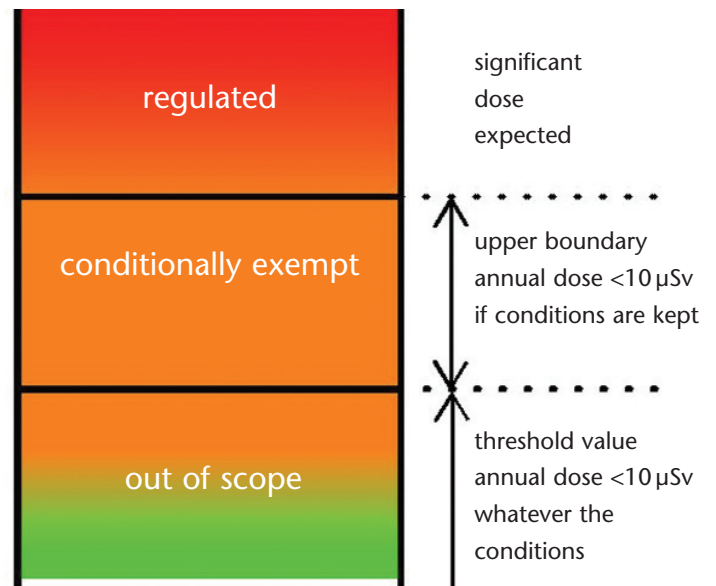 regulated
significant
dose
expected
conditionally exempt
upper boundary
annual dose <10 µSv
if conditions are kept
out of scope
threshold value
annual dose <10 µSv
whatever the
conditions